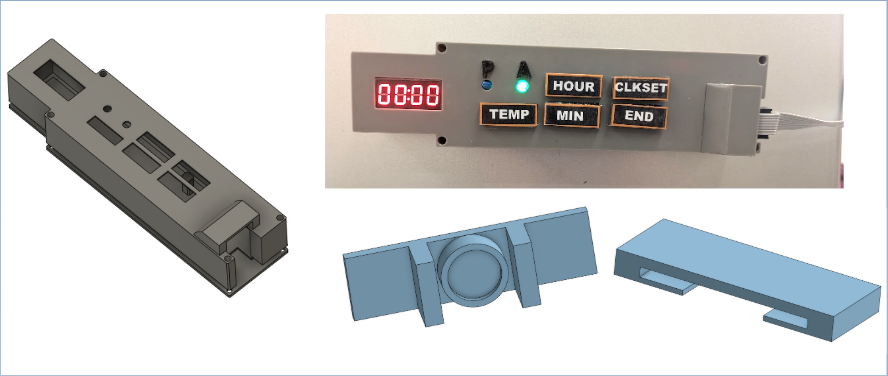 P A HOUR CLKSET
00:00
TEMP MIN END